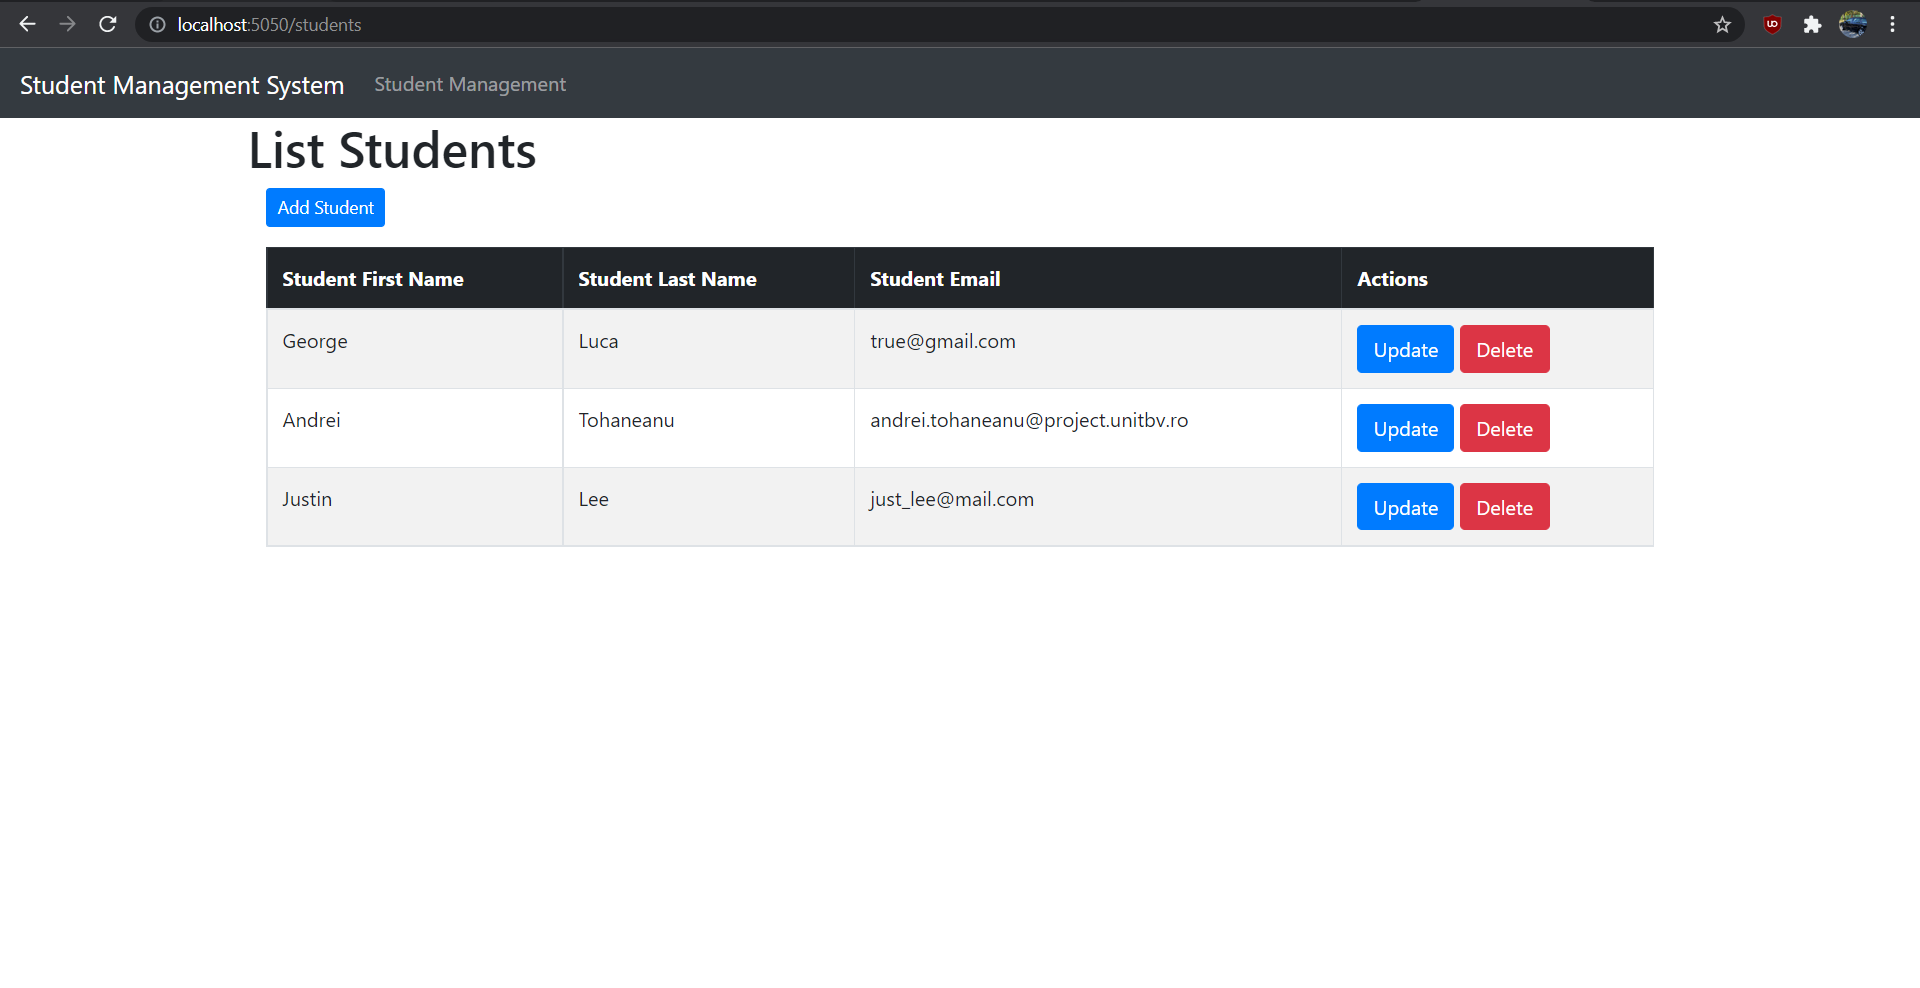 localhost:5050/students
Student Management System Student Management
List Students
Add Student
Student First Name Student Last Name Student Email Actions
George Luca true@gmail.com Update Delete
Andrei Tohaneanu andrei.tohaneanu@project.unitbv.ro Update Delete
Justin Lee just_lee@mail.com Update Delete